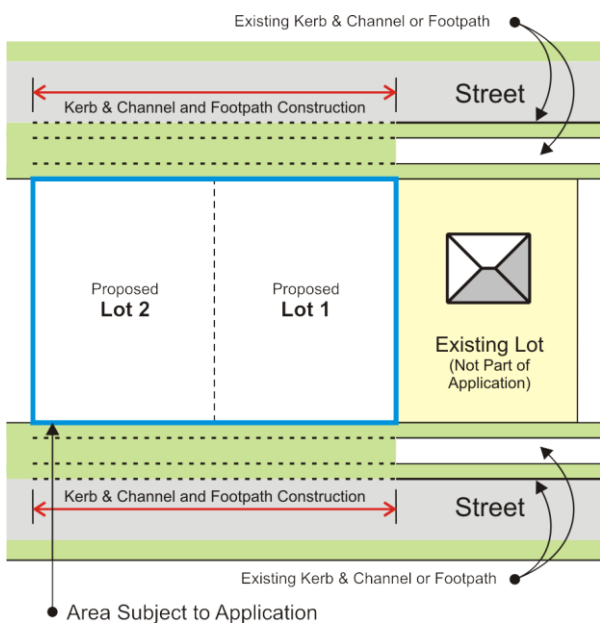 Existing Kerb & Channel or Footpath
Kerb & Channel and Footpath Construction
Street
Proposed
Lot 2
Proposed
Lot 1
Existing Lot
(Not Part of
Application)
Kerb & Channel and Footpath Construction
Street
Existing Kerb & Channel or Footpath
Area Subject to Application